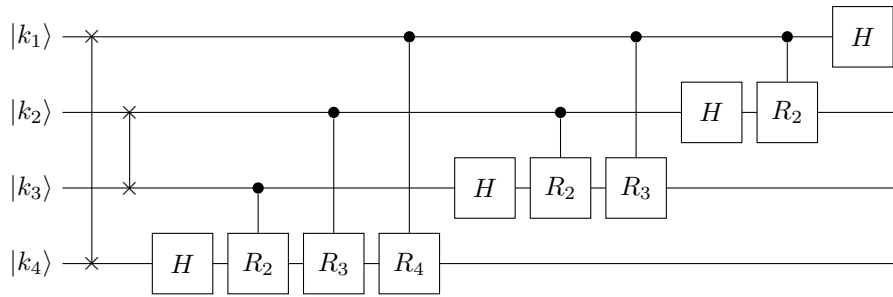 |k₁⟩ H
|k₂⟩ H R₂
|k₃⟩ H R₂ R₃
|k₄⟩ H R₂ R₃ R₄